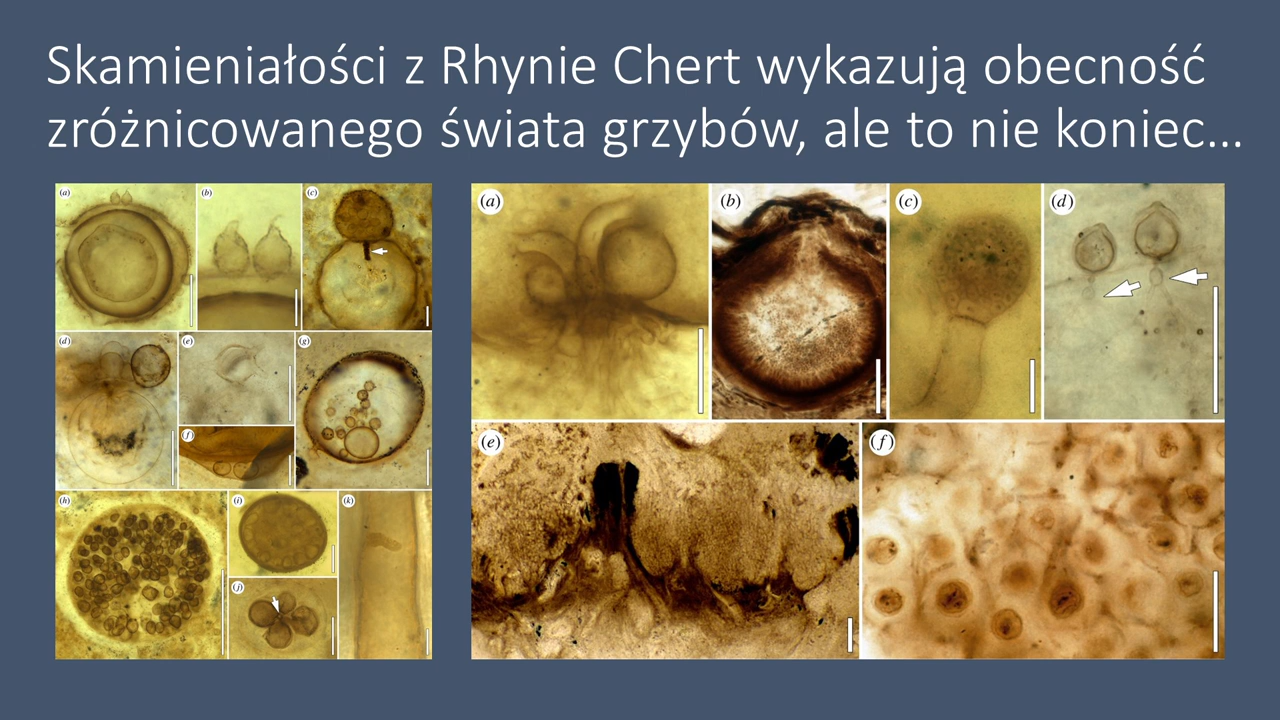 Skamieniałości z Rhynie Chert wykazują obecność
zróżnicowanego świata grzybów, ale to nie koniec...
(a)
(b)
(c)
(d)
(e)
(f)
(g)
(h)
(i)
(j)
(k)
(a)
(b)
(c)
(d)
(e)
(f)